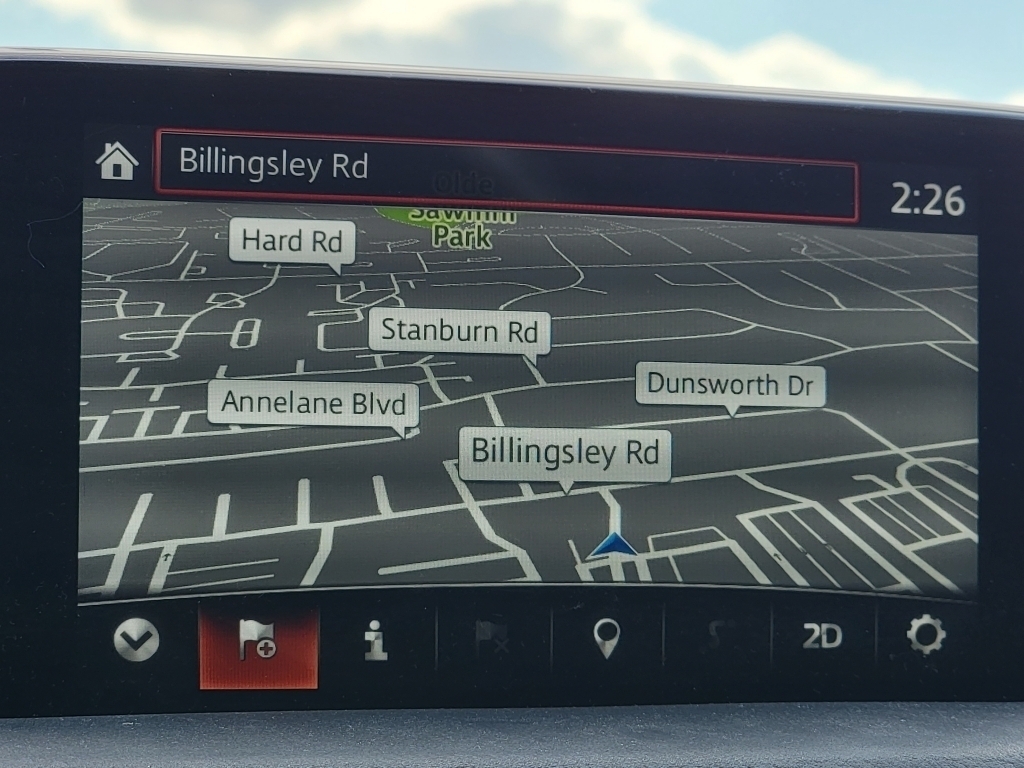 Billingsley Rd
2:26
Olde
Sawmill
Park
Hard Rd
Stanburn Rd
Dunsworth Dr
Annelane Blvd
Billingsley Rd
2D